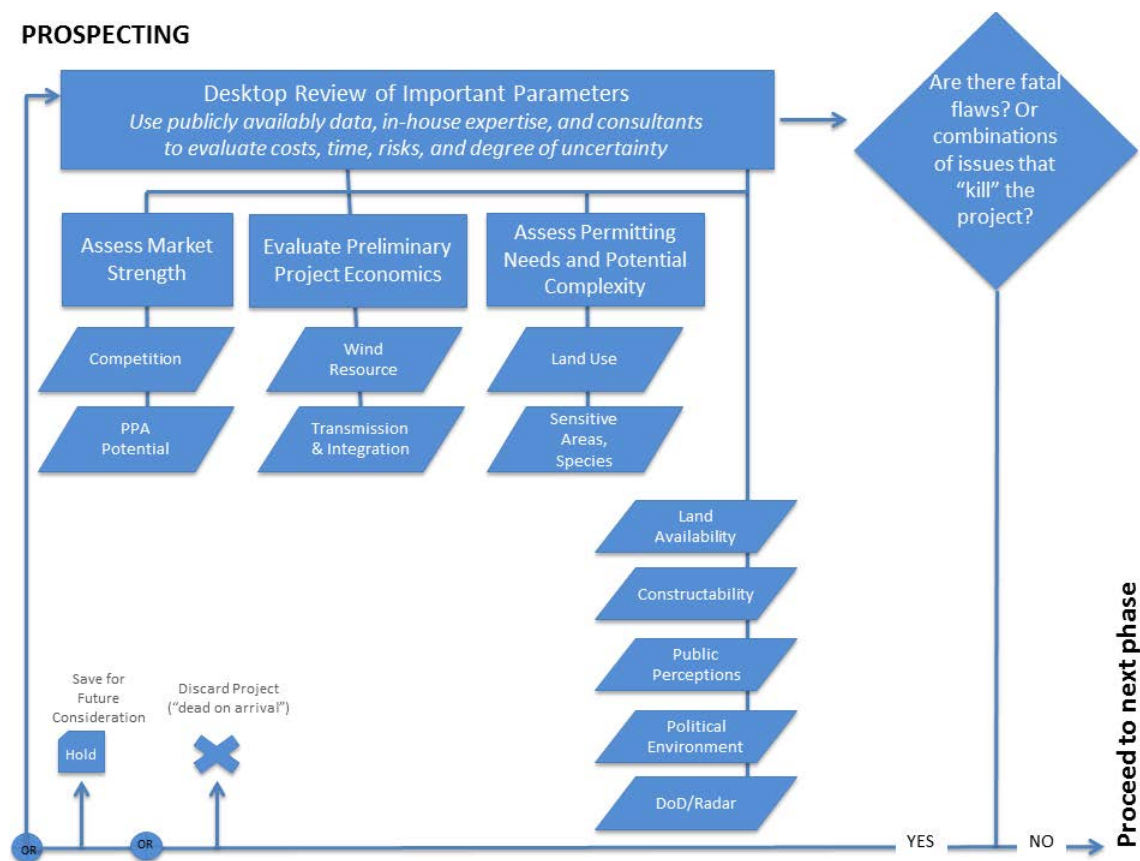 PROSPECTING
Desktop Review of Important Parameters
Use publicly availably data, in-house expertise, and consultants
to evaluate costs, time, risks, and degree of uncertainty
Are there fatal
flaws? Or
combinations
of issues that
“kill” the
project?
Assess Market
Strength
Evaluate Preliminary
Project Economics
Assess Permitting
Needs and Potential
Complexity
Competition
Wind
Resource
Land Use
PPA
Potential
Transmission
& Integration
Sensitive
Areas,
Species
Land
Availability
Constructability
Public
Perceptions
Political
Environment
DoD/Radar
Save for
Future
Consideration
Hold
Discard Project
(“dead on arrival”)
OR
OR
YES
NO
Proceed to next phase